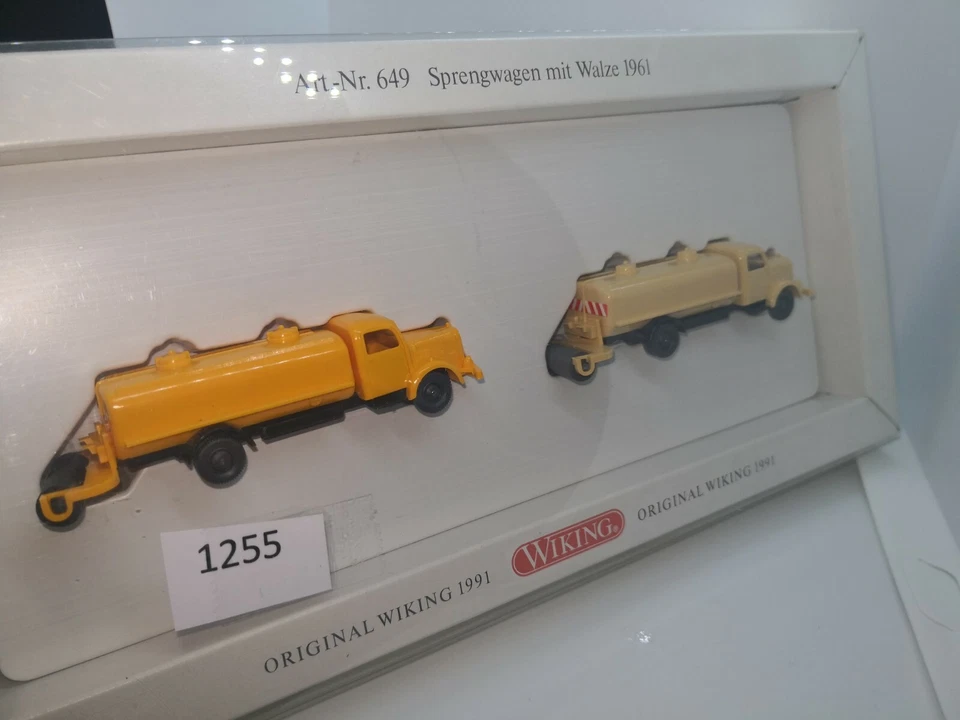 Art.-Nr. 649 Sprengwagen mit Walze 1961
1255
ORIGINAL WIKING 1991 WIKING® ORIGINAL WIKING 1991